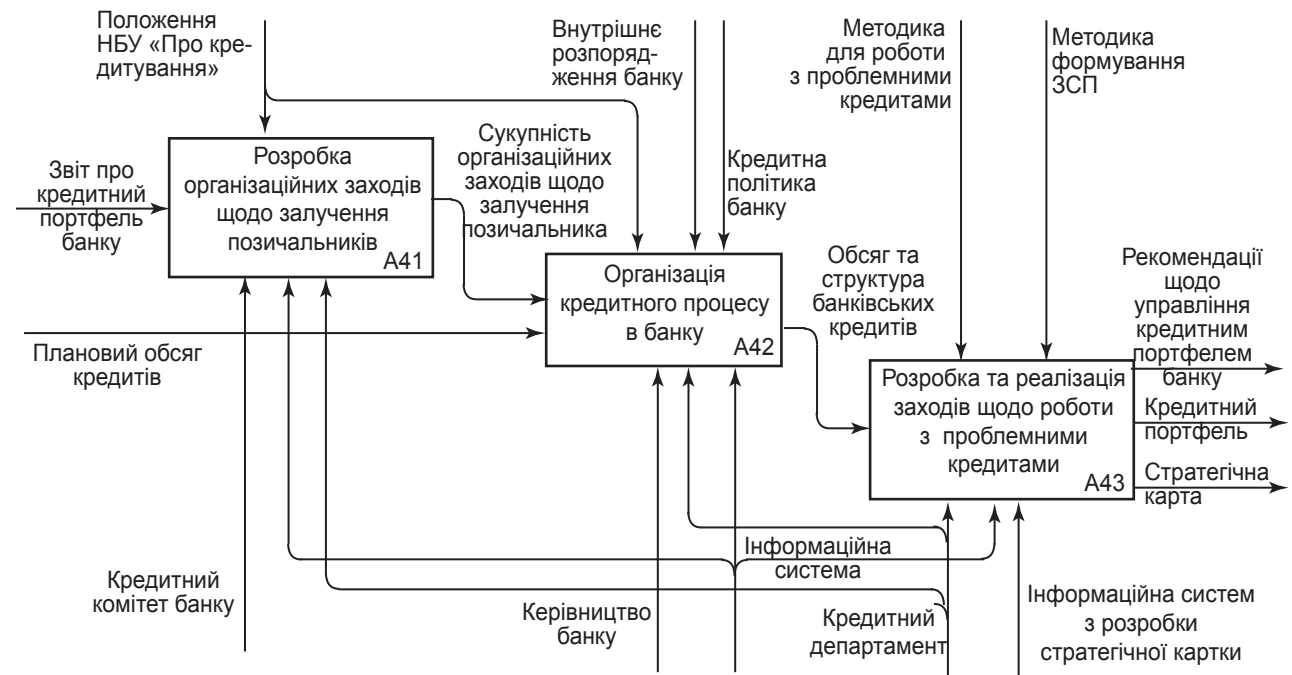 Положення
НБУ «Про кре-
дитування»
Внутрішнє
розпоряд-
ження банку
Методика
для роботи
з проблемними
кредитами
Методика
формування
ЗСП
Звіт про
кредитний
портфель
банку
Розробка
організаційних заходів
щодо залучення
позичальників
А41
Сукупність
організаційних
заходів щодо
залучення
позичальника
Кредитна
політика
банку
Організація
кредитного процесу
в банку
А42
Обсяг та
структура
банківських
кредитів
Рекомендації
щодо
управління
кредитним
портфелем
банку
Плановий обсяг
кредитів
Розробка та реалізація
заходів щодо роботи
з проблемними
кредитами
А43
Кредитний
портфель
Стратегічна
карта
Інформаційна
система
Кредитний
комітет банку
Керівництво
банку
Кредитний
департамент
Інформаційна систем
з розробки
стратегічної картки